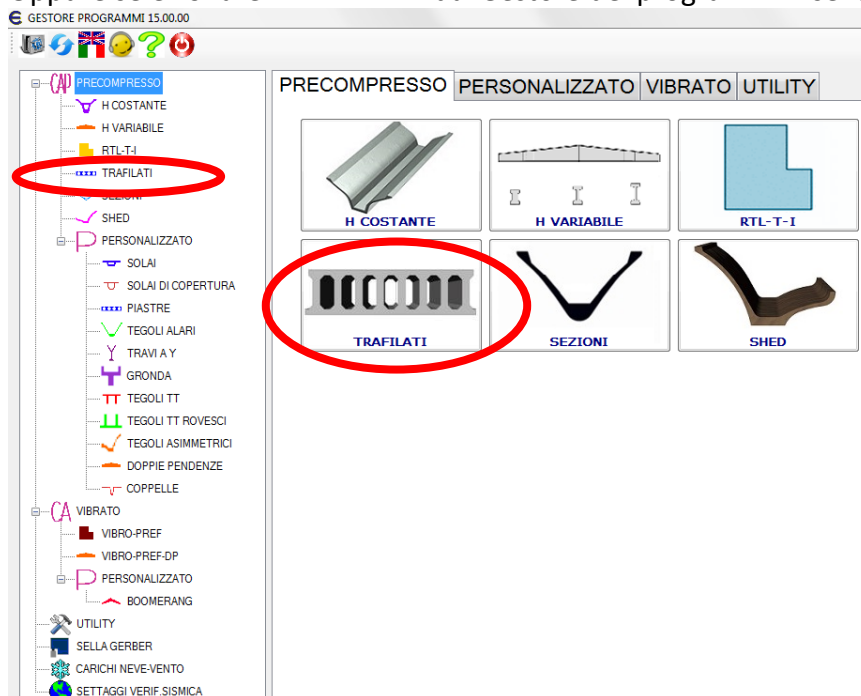 GESTORE PROGRAMMI 15.00.00
PRECOMPRESSO
H COSTANTE
H VARIABILE
RTL-T-I
TRAFILATI
SEZIONI
SHED
PERSONALIZZATO
SOLAI
SOLAI DI COPERTURA
PIASTRE
TEGOLI ALARI
TRAVI A Y
GRONDA
TEGOLI TT
TEGOLI TT ROVESCI
TEGOLI ASIMMETRICI
DOPPIE PENDENZE
COPPELLE
VIBRATO
VIBRO-PREF
VIBRO-PREF-DP
PERSONALIZZATO
BOOMERANG
UTILITY
SELLA GERBER
CARICHI NEVE-VENTO
SETTAGGI VERIF.SISMICA
PRECOMPRESSO PERSONALIZZATO VIBRATO UTILITY
H COSTANTE H VARIABILE RTL-T-I
TRAFILATI SEZIONI SHED